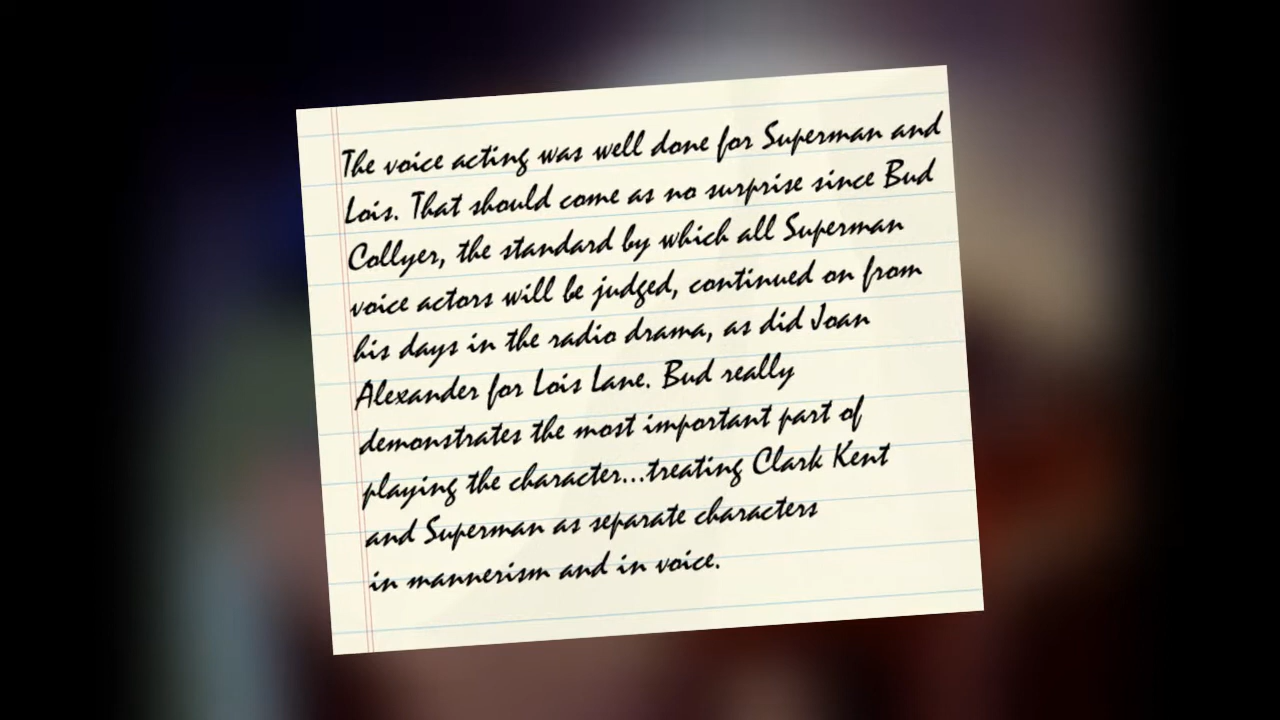 The voice acting was well done for Superman and
Lois. That should come as no surprise since Bud
Collyer, the standard by which all Superman
voice actors will be judged, continued on from
his days in the radio drama, as did Joan
Alexander for Lois Lane. Bud really
demonstrates the most important part of
playing the character...treating Clark Kent
and Superman as separate characters
in mannerism and in voice.